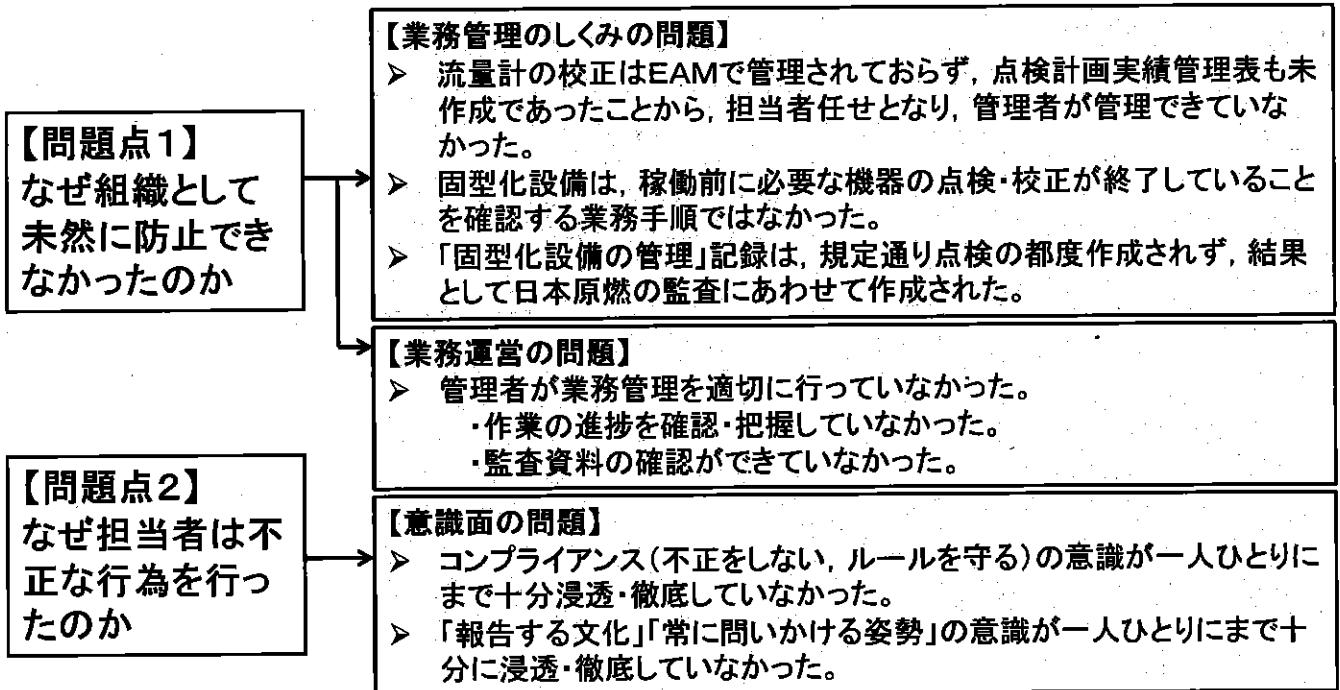 【問題点1】
なぜ組織として
未然に防止でき
なかったのか
【業務管理のしくみの問題】
➢ 流量計の校正はEAMで管理されておらず，点検計画実績管理表も未
作成であったことから，担当者任せとなり，管理者が管理できていな
かった。
➢ 固型化設備は，稼働前に必要な機器の点検・校正が終了していること
を確認する業務手順ではなかった。
➢ 「固型化設備の管理」記録は，規定通り点検の都度作成されず，結果
として日本原燃の監査にあわせて作成された。
【業務運営の問題】
➢ 管理者が業務管理を適切に行っていなかった。
・作業の進捗を確認・把握していなかった。
・監査資料の確認ができていなかった。
【問題点2】
なぜ担当者は不
正な行為を行っ
たのか
【意識面の問題】
➢ コンプライアンス（不正をしない，ルールを守る）の意識が一人ひとりに
まで十分浸透・徹底していなかった。
➢ 「報告する文化」「常に問いかける姿勢」の意識が一人ひとりにまで十
分に浸透・徹底していなかった。